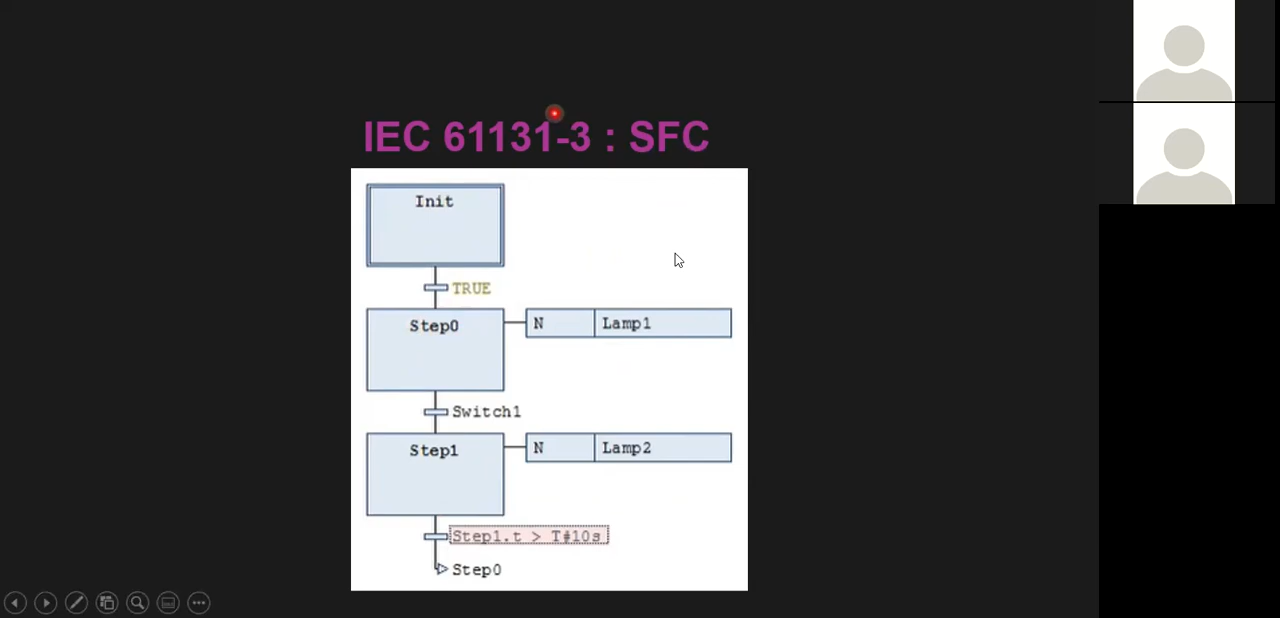 IEC 61131-3 : SFC
Init
TRUE
Step0
N Lamp1
Switch1
Step1
N Lamp2
Step1.t > T#10s
Step0